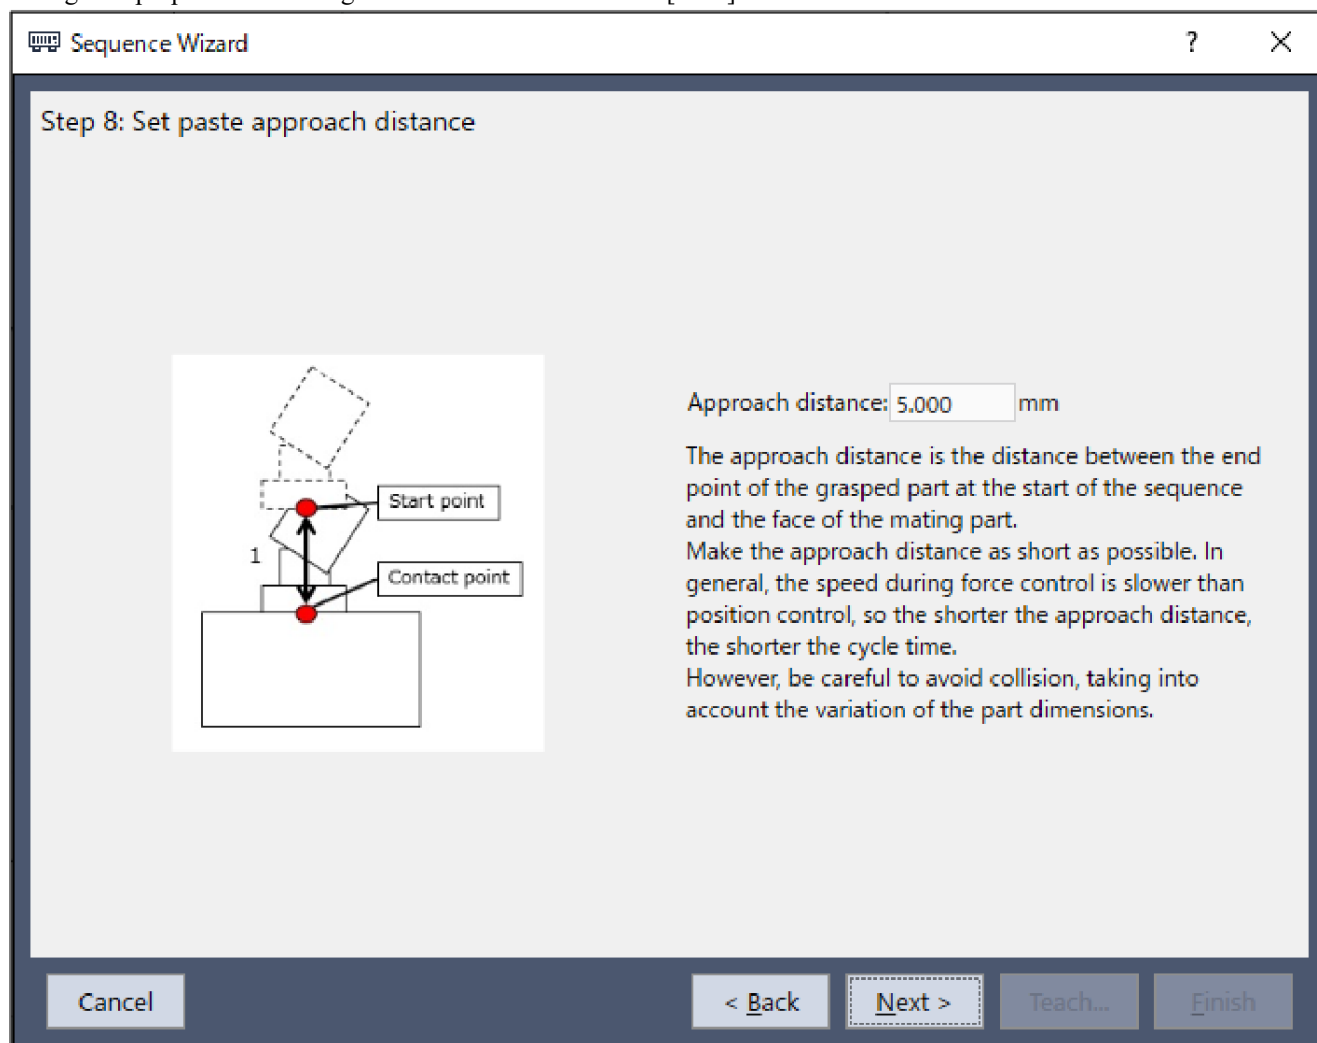 Sequence Wizard
?
Step 8: Set paste approach distance
Start point
1
Contact point
Approach distance: 5.000 mm
The approach distance is the distance between the end
point of the grasped part at the start of the sequence
and the face of the mating part.
Make the approach distance as short as possible. In
general, the speed during force control is slower than
position control, so the shorter the approach distance,
the shorter the cycle time.
However, be careful to avoid collision, taking into
account the variation of the part dimensions.
Cancel
< Back
Next >
Teach...
Finish